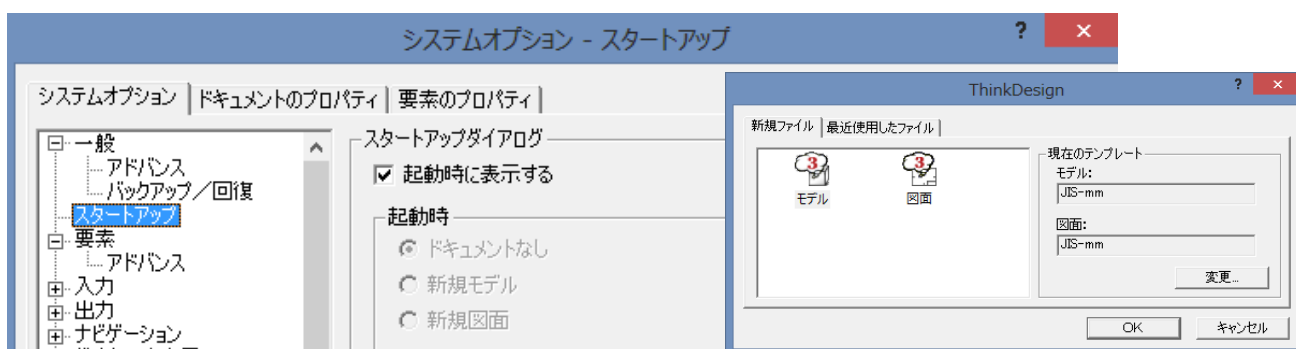 システムオプション - スタートアップ
?
×
システムオプション
ドキュメントのプロパティ
要素のプロパティ
一般
アドバンス
バックアップ／回復
スタートアップ
要素
アドバンス
入力
出力
ナビゲーション
スタートアップダイアログ
起動時に表示する
起動時
ドキュメントなし
新規モデル
新規図面
ThinkDesign
?
×
新規ファイル
最近使用したファイル
3
モデル
3
図面
現在のテンプレート
モデル:
JIS-mm
図面:
JIS-mm
変更...
OK
キャンセル